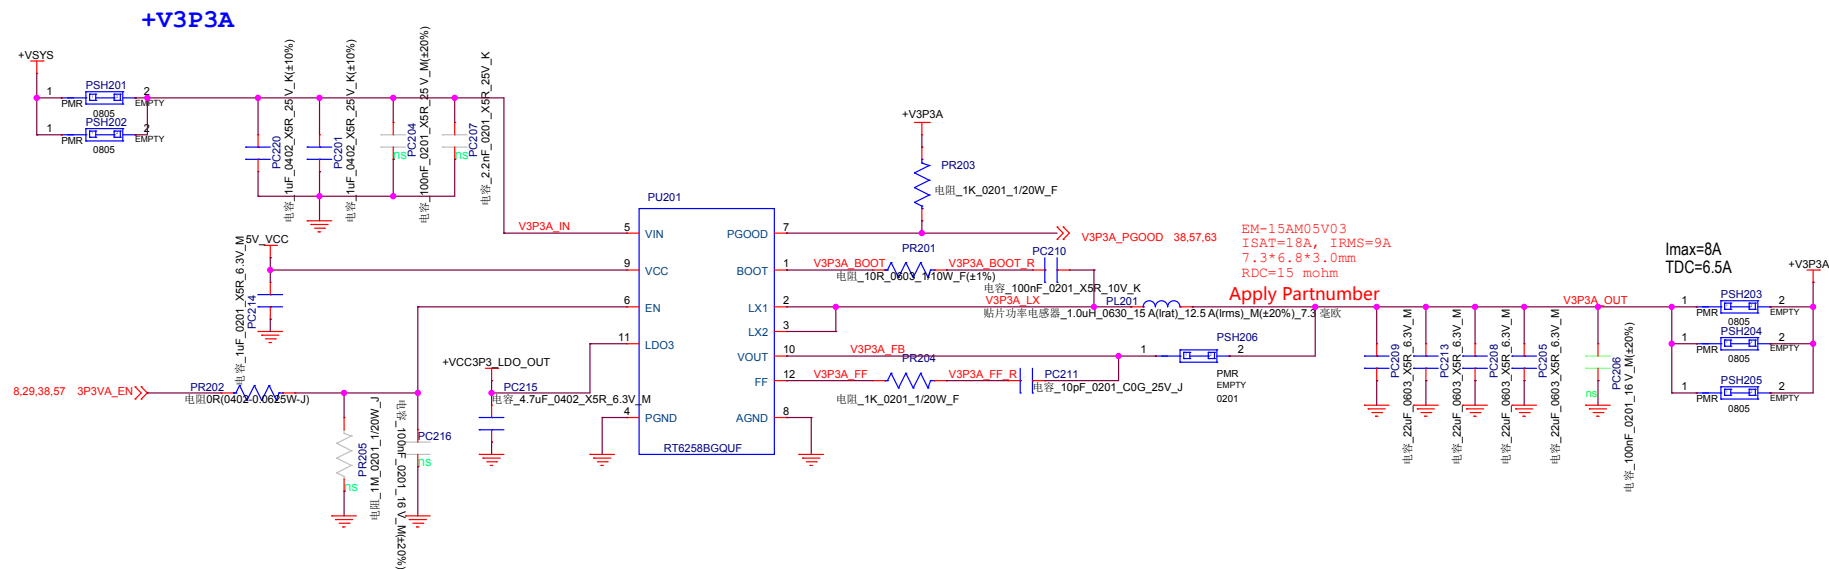 +V3P3A
+VSYS
1
PSH201
2
PMR
EMPTY
0805
PSH202
1
2
PMR
EMPTY
0805
PC220
电容_1uF_0402_X5R_25 V_K(±10%)
PC201
电容_1uF_0402_X5R_25 V_K(±10%)
PC204
ns
电容_100nF_0201_X5R_25 V_M(±20%)
PC207
ns
电容_2.2nF_0201_X5R_25V_K
5V_VCC
PC214
电容_1uF_0201_X5R_6.3V_M
8,29,38,57 3P3VA_EN
PR202
电阻0R(0402-0.0625W-J)
PR205
ns
电阻_1M_0201_1/20W_J
PC216
ns
电容_100nF_0201_16 V_M(±20%)
+VCC3P3_LDO_OUT
PC215
电容_4.7uF_0402_X5R_6.3V_M
V3P3A_IN
PU201
5 VIN
9 VCC
6 EN
11 LDO3
4 PGND
PGOOD 7
BOOT 1
LX1 2
LX2 3
VOUT 10
FF 12
AGND 8
RT6258BGQUF
+V3P3A
PR203
电阻_1K_0201_1/20W_F
V3P3A_PGOOD 38,57,63
V3P3A_BOOT
PR201
电阻_10R_0603_1/10W_F(±1%)
V3P3A_BOOT_R
PC210
电容_100nF_0201_X5R_10V_K
V3P3A_LX
PL201
贴片功率电感器_1.0uH_0630_15 A(Irat)_12.5 A(Irms)_M(±20%)_7.3 毫欧
EM-15AM05V03
ISAT=18A, IRMS=9A
7.3*6.8*3.0mm
RDC=15 mohm
Apply Partnumber
V3P3A_FB
1
PSH206
2
PMR
EMPTY
0201
V3P3A_FF
PR204
电阻_1K_0201_1/20W_F
V3P3A_FF_R
PC211
电容_10pF_0201_C0G_25V_J
PC209
电容_22uF_0603_X5R_6.3V_M
PC213
电容_22uF_0603_X5R_6.3V_M
PC208
电容_22uF_0603_X5R_6.3V_M
PC205
电容_22uF_0603_X5R_6.3V_M
V3P3A_OUT
PC206
ns
电容_100nF_0201_16 V_M(±20%)
Imax=8A
TDC=6.5A
+V3P3A
1
PSH203
2
PMR
EMPTY
0805
1
PSH204
2
PMR
EMPTY
0805
1
PSH205
2
PMR
EMPTY
0805